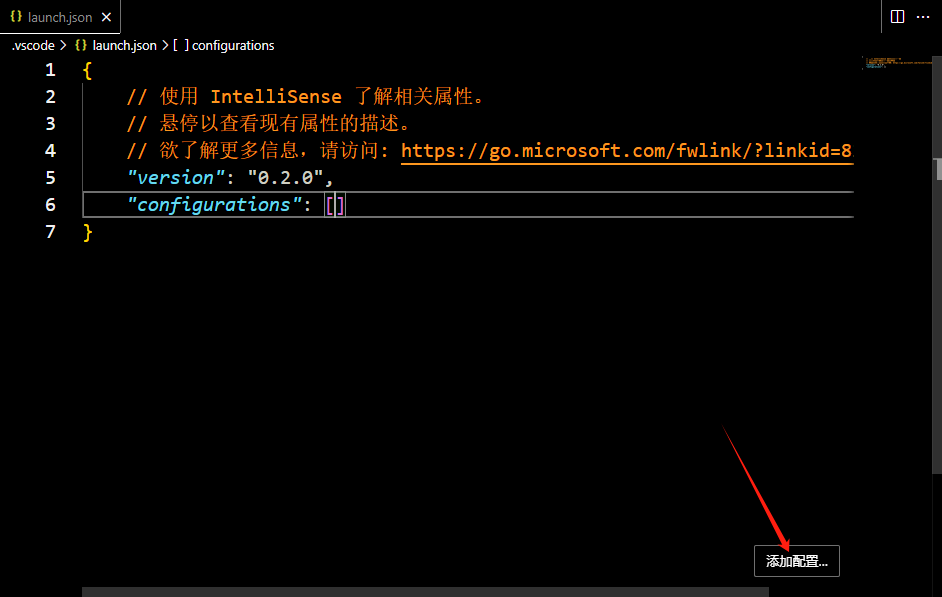 {} launch.json ×
.vscode > {} launch.json > [ ] configurations
1 {
2 // 使用 IntelliSense 了解相关属性。
3 // 悬停以查看现有属性的描述。
4 // 欲了解更多信息，请访问: https://go.microsoft.com/fwlink/?linkid=8
5 "version": "0.2.0",
6 "configurations": []
7 }
添加配置...